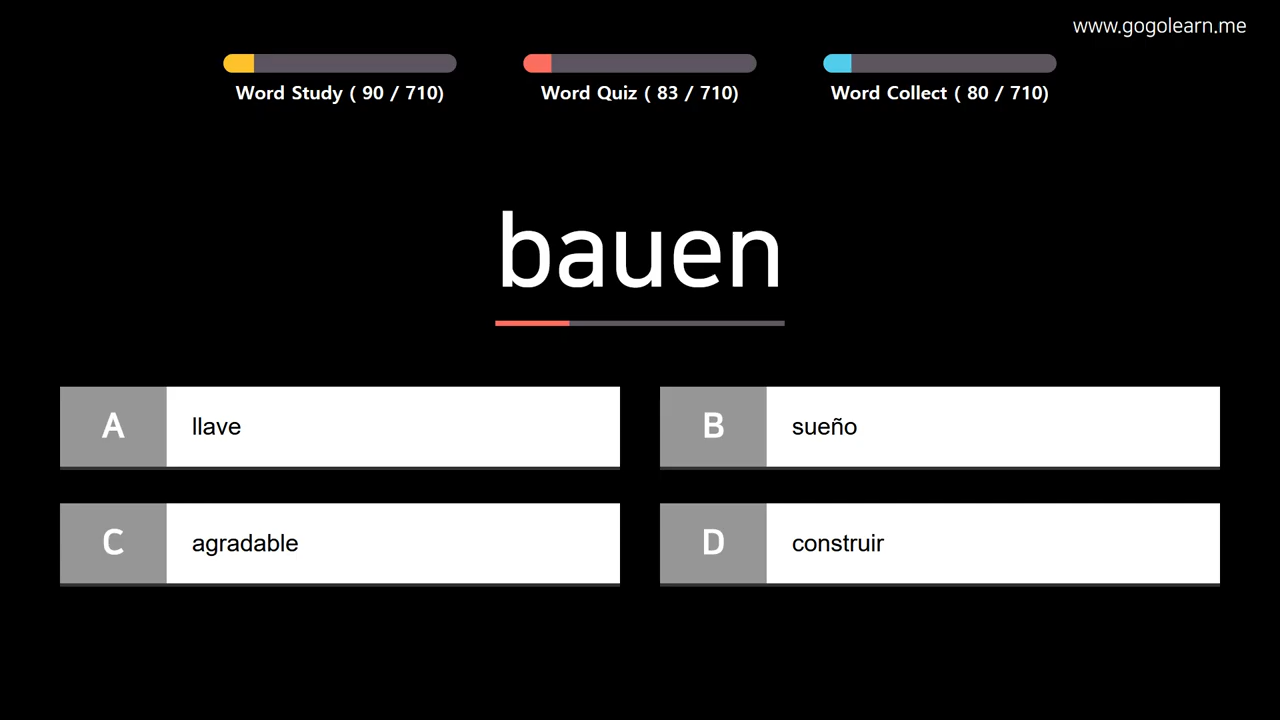 www.gogolearn.me
Word Study ( 90 / 710)
Word Quiz ( 83 / 710)
Word Collect ( 80 / 710)
bauen
A llave
B sueño
C agradable
D construir